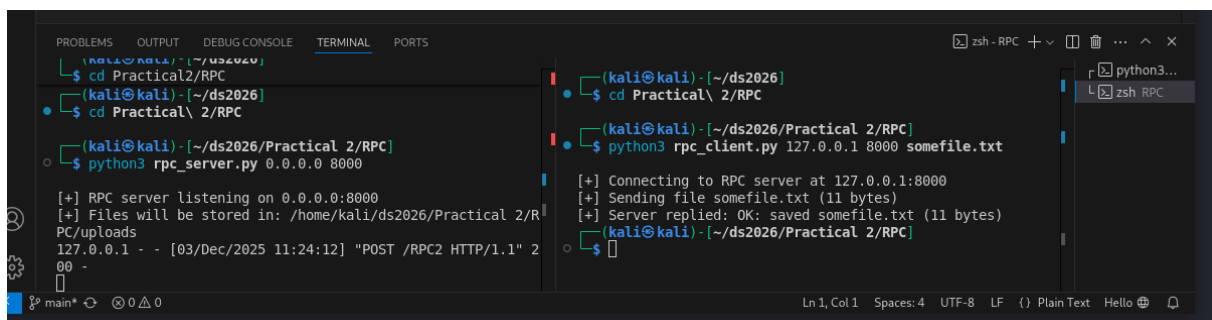 PROBLEMS OUTPUT DEBUG CONSOLE TERMINAL PORTS
zsh - RPC
(kali㉿kali)-[~/ds2026]
└─$ cd Practical2/RPC
┌──(kali㉿kali)-[~/ds2026]
└─$ cd Practical\ 2/RPC
┌──(kali㉿kali)-[~/ds2026/Practical 2/RPC]
└─$ python3 rpc_server.py 0.0.0.0 8000
[+] RPC server listening on 0.0.0.0:8000
[+] Files will be stored in: /home/kali/ds2026/Practical 2/R
PC/uploads
127.0.0.1 - - [03/Dec/2025 11:24:12] "POST /RPC2 HTTP/1.1" 2
00 -
┌──(kali㉿kali)-[~/ds2026]
└─$ cd Practical\ 2/RPC
┌──(kali㉿kali)-[~/ds2026/Practical 2/RPC]
└─$ python3 rpc_client.py 127.0.0.1 8000 somefile.txt
[+] Connecting to RPC server at 127.0.0.1:8000
[+] Sending file somefile.txt (11 bytes)
[+] Server replied: OK: saved somefile.txt (11 bytes)
┌──(kali㉿kali)-[~/ds2026/Practical 2/RPC]
└─$
python3...
zsh RPC
main* 0 0 Ln 1, Col 1 Spaces: 4 UTF-8 LF {} Plain Text Hello